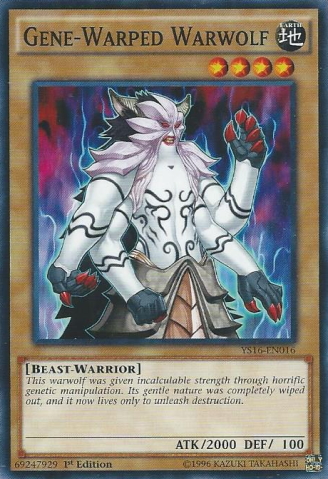 GENE-WARPED WARWOLF
EARTH
地
YS16-EN016
[BEAST-WARRIOR]
This warwolf was given incalculable strength through horrific
genetic manipulation. Its gentle nature was completely wiped
out, and it now lives only to unleash destruction.
ATK/2000 DEF/ 100
69247929 1st Edition ©1996 KAZUKI TAKAHASHI